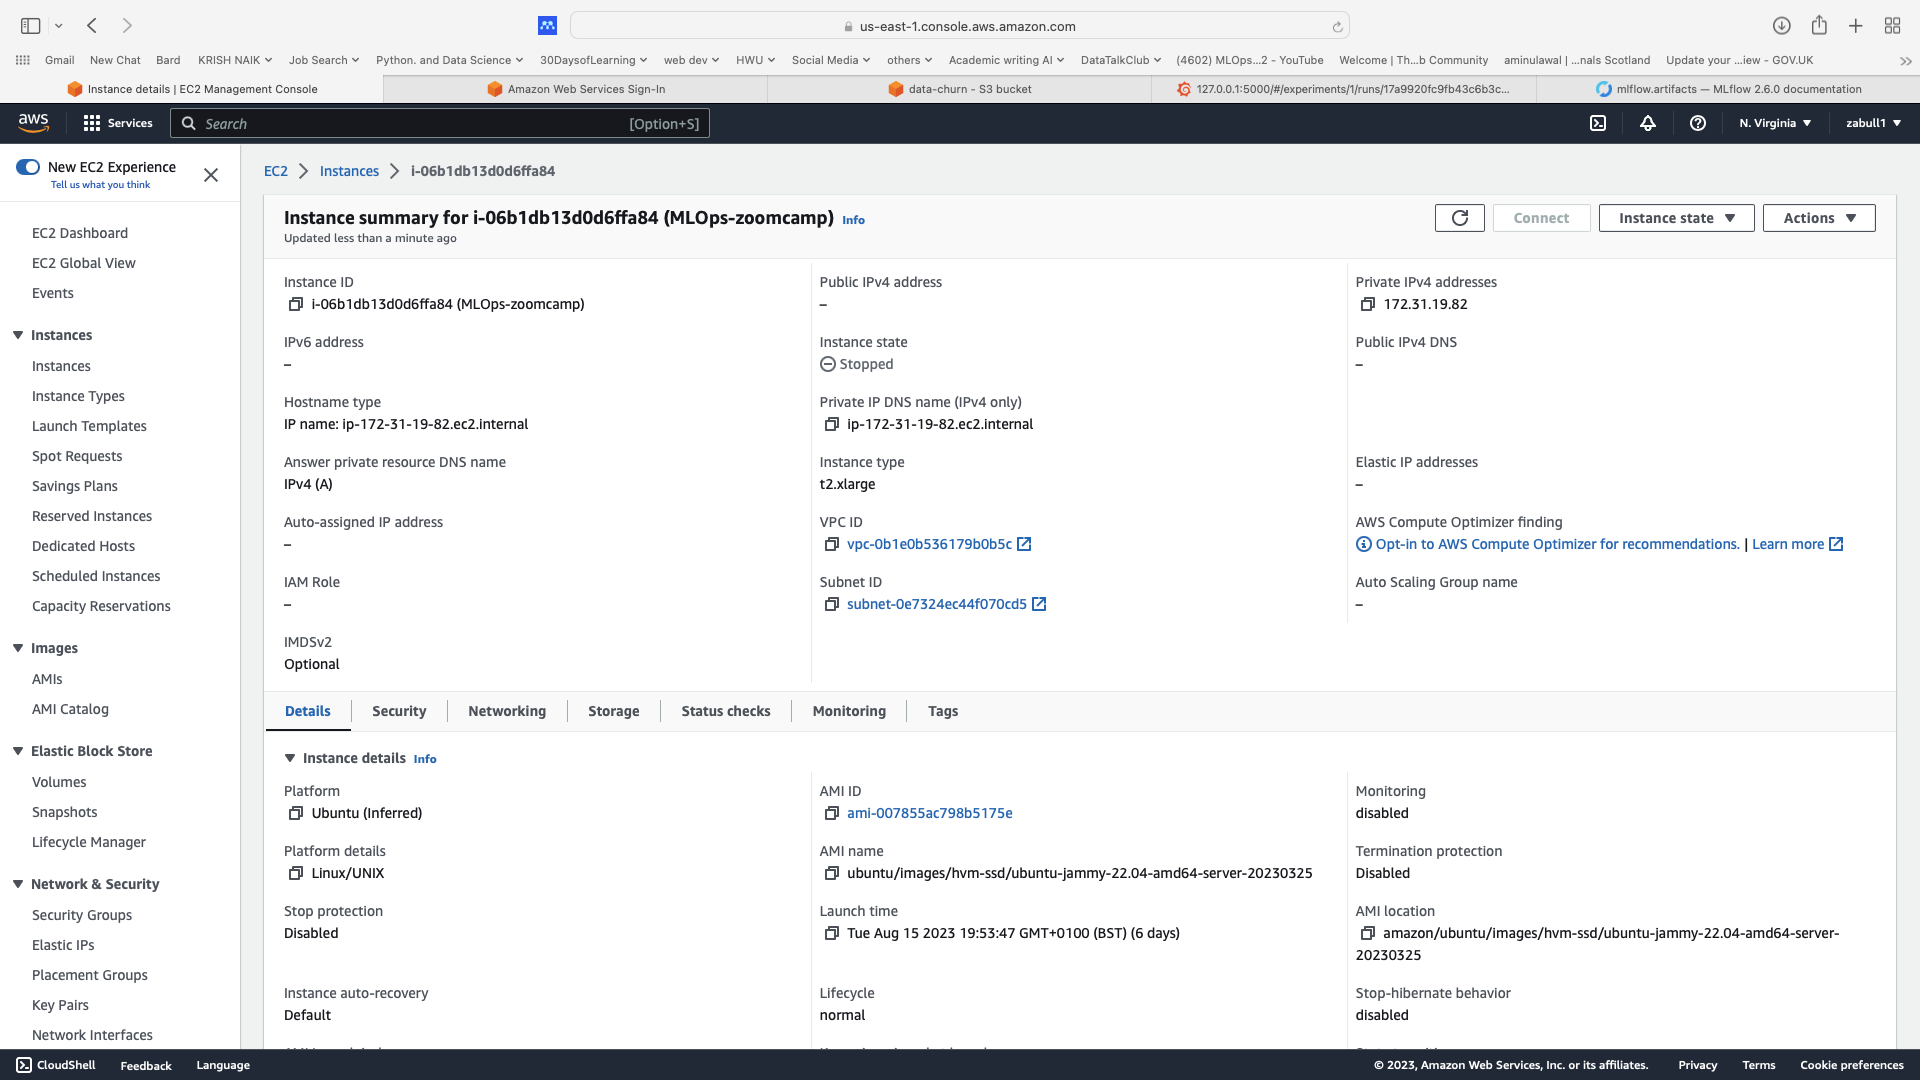 us-east-1.console.aws.amazon.com
Gmail New Chat Bard KRISH NAIK Job Search Python. and Data Science 30DaysofLearning web dev HWU Social Media others Academic writing AI DataTalkClub (4602) MLOps...2 - YouTube Welcome | Th...b Community aminulawal | ...nals Scotland Update your ...iew - GOV.UK
Instance details | EC2 Management Console
Amazon Web Services Sign-In
data-churn - S3 bucket
127.0.0.1:5000/#/experiments/1/runs/17a9920fc9fb43c6b3c...
mlflow.artifacts — MLflow 2.6.0 documentation
aws
Services
Search
[Option+S]
N. Virginia
zabull1
New EC2 Experience
Tell us what you think
EC2 Dashboard
EC2 Global View
Events
Instances
Instances
Instance Types
Launch Templates
Spot Requests
Savings Plans
Reserved Instances
Dedicated Hosts
Scheduled Instances
Capacity Reservations
Images
AMIs
AMI Catalog
Elastic Block Store
Volumes
Snapshots
Lifecycle Manager
Network & Security
Security Groups
Elastic IPs
Placement Groups
Key Pairs
Network Interfaces
EC2 Instances i-06b1db13d0d6ffa84
Instance summary for i-06b1db13d0d6ffa84 (MLOps-zoomcamp) Info
Updated less than a minute ago
Connect
Instance state
Actions
Instance ID
i-06b1db13d0d6ffa84 (MLOps-zoomcamp)
Public IPv4 address
–
Private IPv4 addresses
172.31.19.82
IPv6 address
–
Instance state
Stopped
Public IPv4 DNS
–
Hostname type
IP name: ip-172-31-19-82.ec2.internal
Private IP DNS name (IPv4 only)
ip-172-31-19-82.ec2.internal
Answer private resource DNS name
IPv4 (A)
Instance type
t2.xlarge
Elastic IP addresses
–
Auto-assigned IP address
–
VPC ID
vpc-0b1e0b536179b0b5c
AWS Compute Optimizer finding
Opt-in to AWS Compute Optimizer for recommendations. | Learn more
IAM Role
–
Subnet ID
subnet-0e7324ec44f070cd5
Auto Scaling Group name
–
IMDSv2
Optional
Details Security Networking Storage Status checks Monitoring Tags
Instance details Info
Platform
Ubuntu (Inferred)
AMI ID
ami-007855ac798b5175e
Monitoring
disabled
Platform details
Linux/UNIX
AMI name
ubuntu/images/hvm-ssd/ubuntu-jammy-22.04-amd64-server-20230325
Termination protection
Disabled
Stop protection
Disabled
Launch time
Tue Aug 15 2023 19:53:47 GMT+0100 (BST) (6 days)
AMI location
amazon/ubuntu/images/hvm-ssd/ubuntu-jammy-22.04-amd64-server-
20230325
Instance auto-recovery
Default
Lifecycle
normal
Stop-hibernate behavior
disabled
CloudShell Feedback Language
© 2023, Amazon Web Services, Inc. or its affiliates. Privacy Terms Cookie preferences